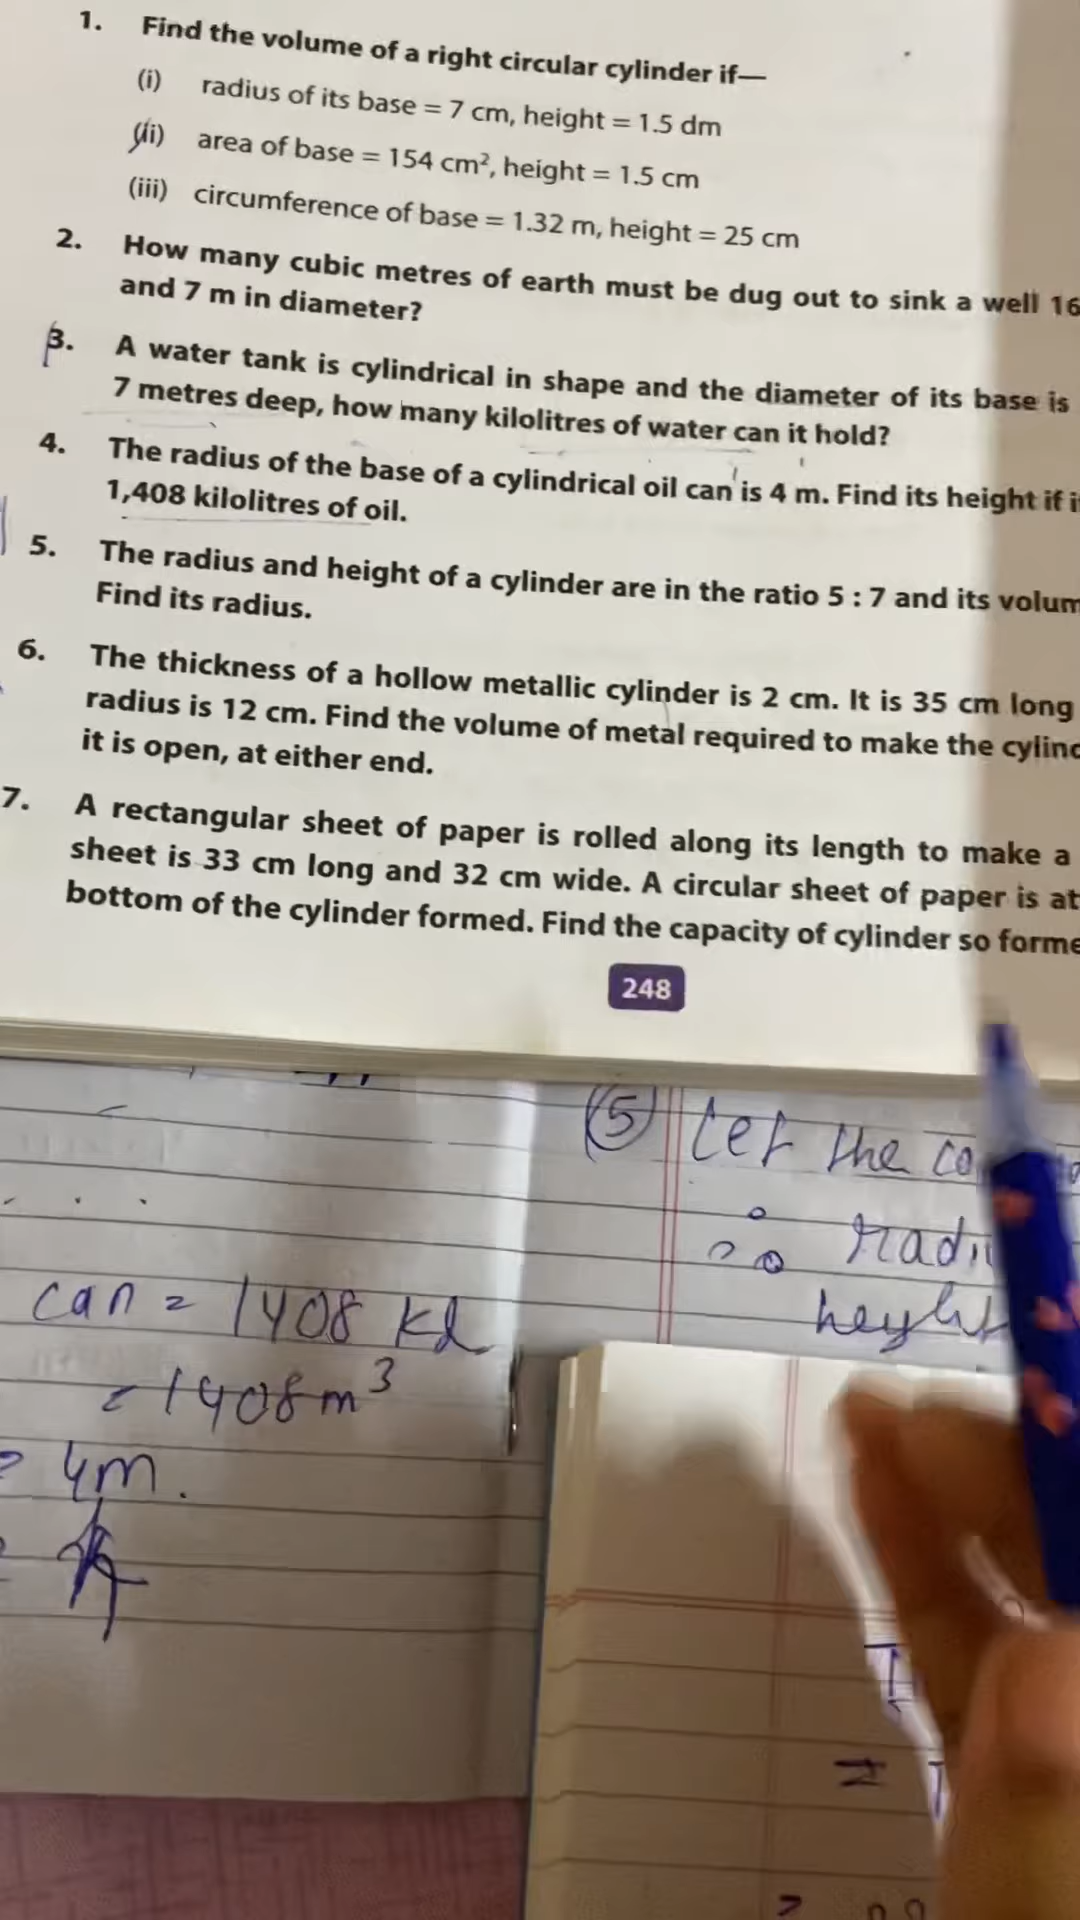 1. Find the volume of a right circular cylinder if—
(i) radius of its base = 7 cm, height = 1.5 dm
(ii) area of base = 154 cm², height = 1.5 cm
(iii) circumference of base = 1.32 m, height = 25 cm
2. How many cubic metres of earth must be dug out to sink a well 16
and 7 m in diameter?
3. A water tank is cylindrical in shape and the diameter of its base is
7 metres deep, how many kilolitres of water can it hold?
4. The radius of the base of a cylindrical oil can is 4 m. Find its height if
1,408 kilolitres of oil.
5. The radius and height of a cylinder are in the ratio 5 : 7 and its
Find its radius.
6. The thickness of a hollow metallic cylinder is 2 cm. It is 35 cm long
radius is 12 cm. Find the volume of metal required to make the
it is open, at either end.
7. A rectangular sheet of paper is rolled along its length to make a
sheet is 33 cm long and 32 cm wide. A circular sheet of paper is
bottom of the cylinder formed. Find the capacity of cylinder so
248
(5) Let the
can = 1408 kl
= 1408 m³
= 4m.